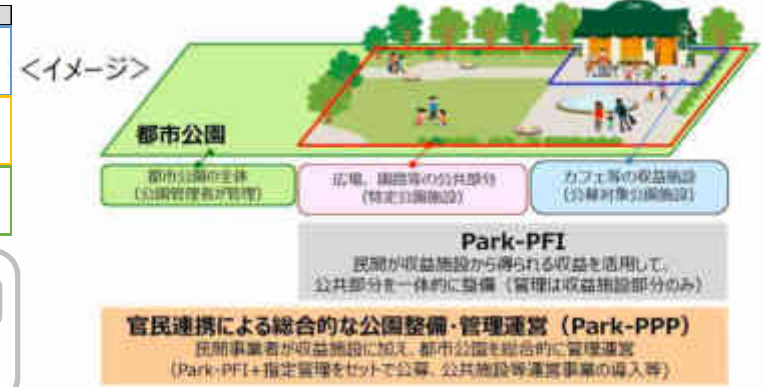 ＜イメージ＞
都市公園
都市公園の全体
(公園管理者が管理)
広場、園路等の公共部分
(特定公園施設)
カフェ等の収益施設
(公募対象公園施設)
Park-PFI
民間が収益施設から得られる収益を活用して、
公共部分を一体的に整備（管理は収益施設部分のみ）
官民連携による総合的な公園整備・管理運営（Park-PPP）
民間事業者が収益施設に加え、都市公園を総合的に管理運営
(Park-PFI+指定管理をセットで公募、公共施設等運営事業の導入等)